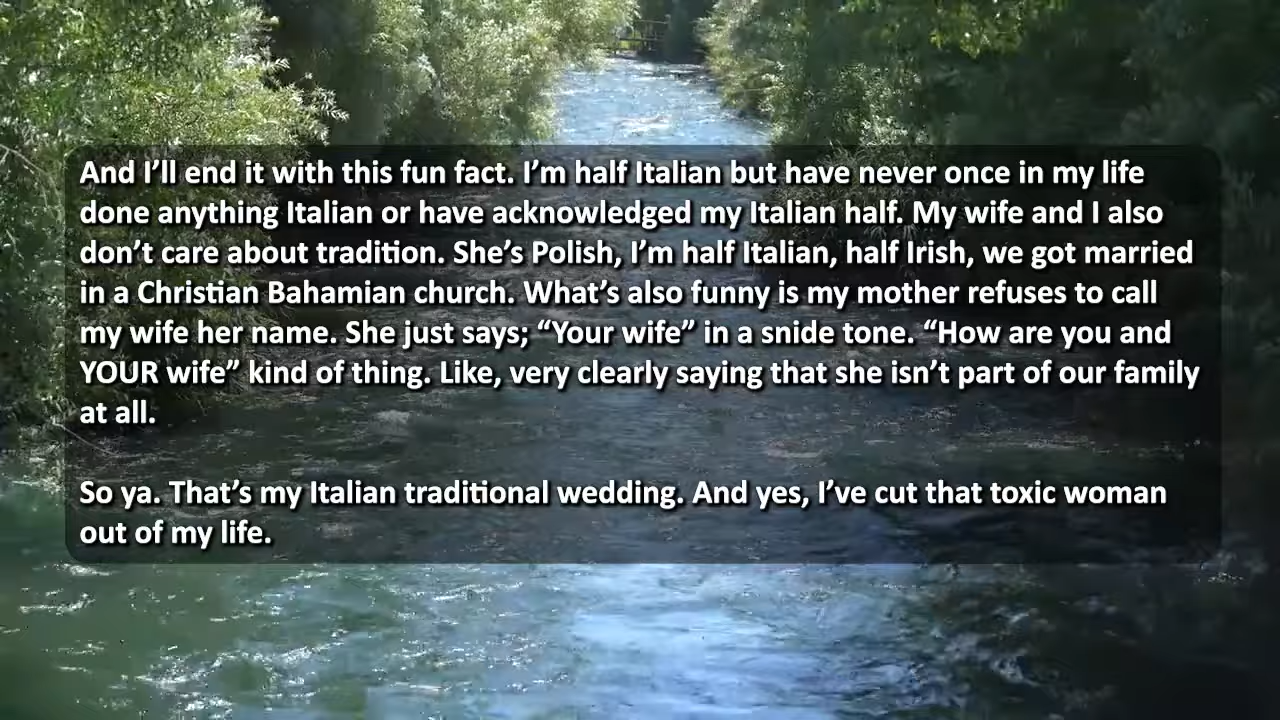 And I’ll end it with this fun fact. I’m half Italian but have never once in my life
done anything Italian or have acknowledged my Italian half. My wife and I also
don’t care about tradition. She’s Polish, I’m half Italian, half Irish, we got married
in a Christian Bahamian church. What’s also funny is my mother refuses to call
my wife her name. She just says; “Your wife” in a snide tone. “How are you and
YOUR wife” kind of thing. Like, very clearly saying that she isn’t part of our family
at all.
So ya. That’s my Italian traditional wedding. And yes, I’ve cut that toxic woman
out of my life.